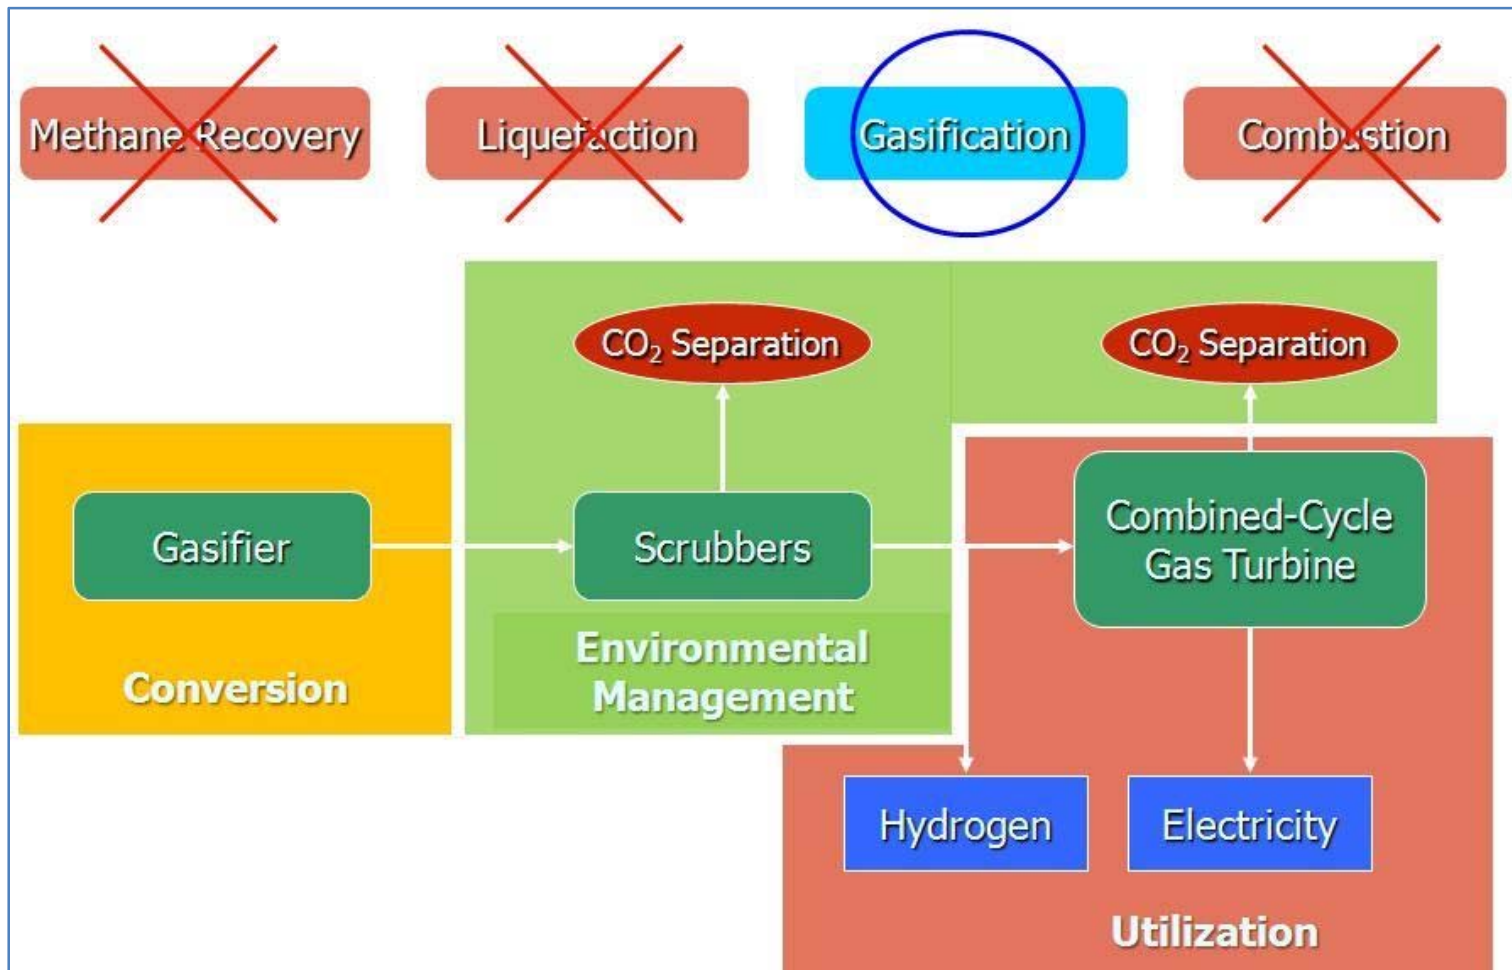 Methane Recovery
Liquefaction
Gasification
Combustion
CO₂ Separation
CO₂ Separation
Gasifier
Scrubbers
Combined-Cycle
Gas Turbine
Conversion
Environmental
Management
Hydrogen
Electricity
Utilization